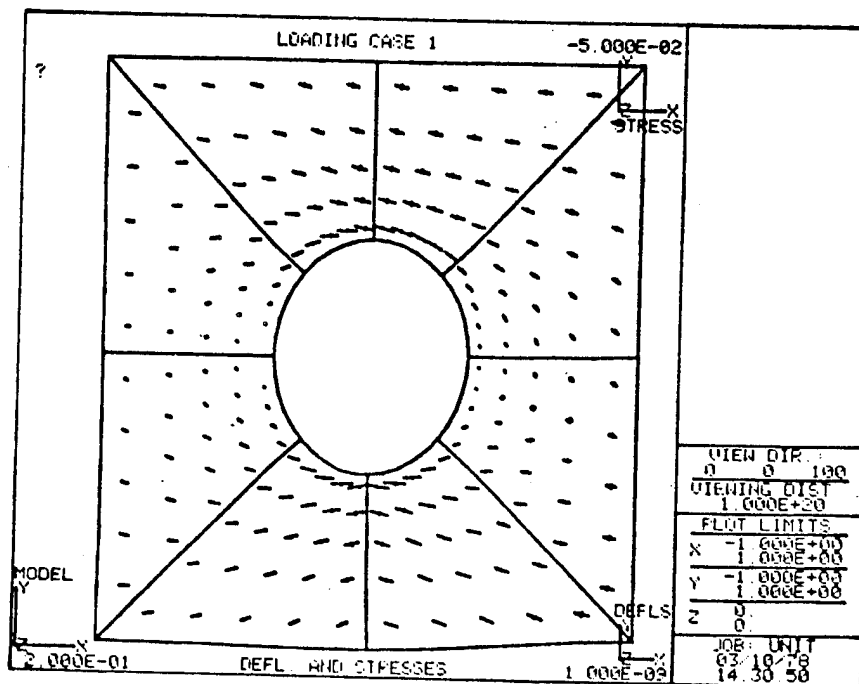 LOADING CASE 1
-5.000E-02
?
Y
Z X
STRESS
VIEW DIR.:
0 0 100
VIEWING DIST
1.000E+20
PLOT LIMITS
X -1.000E+00
1.000E+00
Y -1.000E+00
1.000E+00
Z 0.
0.
MODEL
Y
Z X
DEFLS
Z X
2.000E-01
DEFL. AND STRESSES
1.000E-09
JOB: UNIT
03/10/78
14.30.50